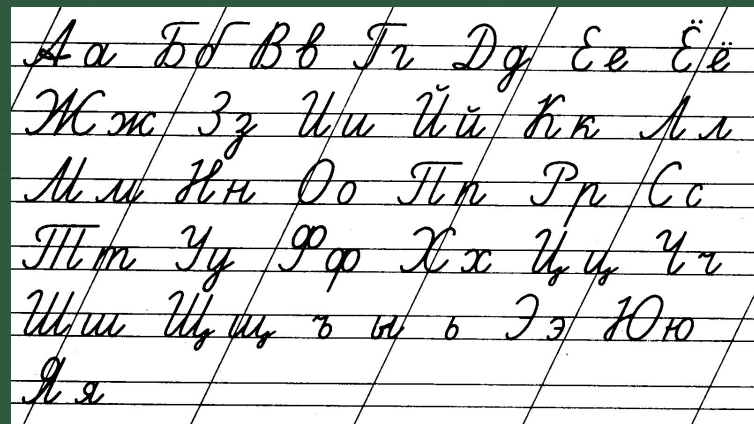 Аа Бб Вв Гг Дд Ее Ёё
Жж Зз Ии Йй Кк Лл
Мм Нн Оо Пп Рр Сс
Тт Уу Фф Хх Цц Чч
Шш Щщ ъ ы ь Ээ Юю
Яя